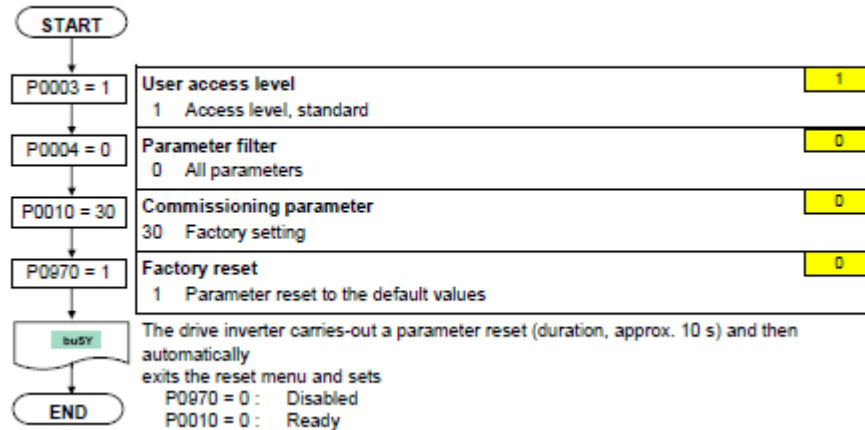 START
P0003 = 1
User access level
1
1 Access level, standard
P0004 = 0
Parameter filter
0
0 All parameters
P0010 = 30
Commissioning parameter
0
30 Factory setting
P0970 = 1
Factory reset
0
1 Parameter reset to the default values
buSY
The drive inverter carries-out a parameter reset (duration, approx. 10 s) and then
automatically
exits the reset menu and sets
P0970 = 0 : Disabled
P0010 = 0 : Ready
END